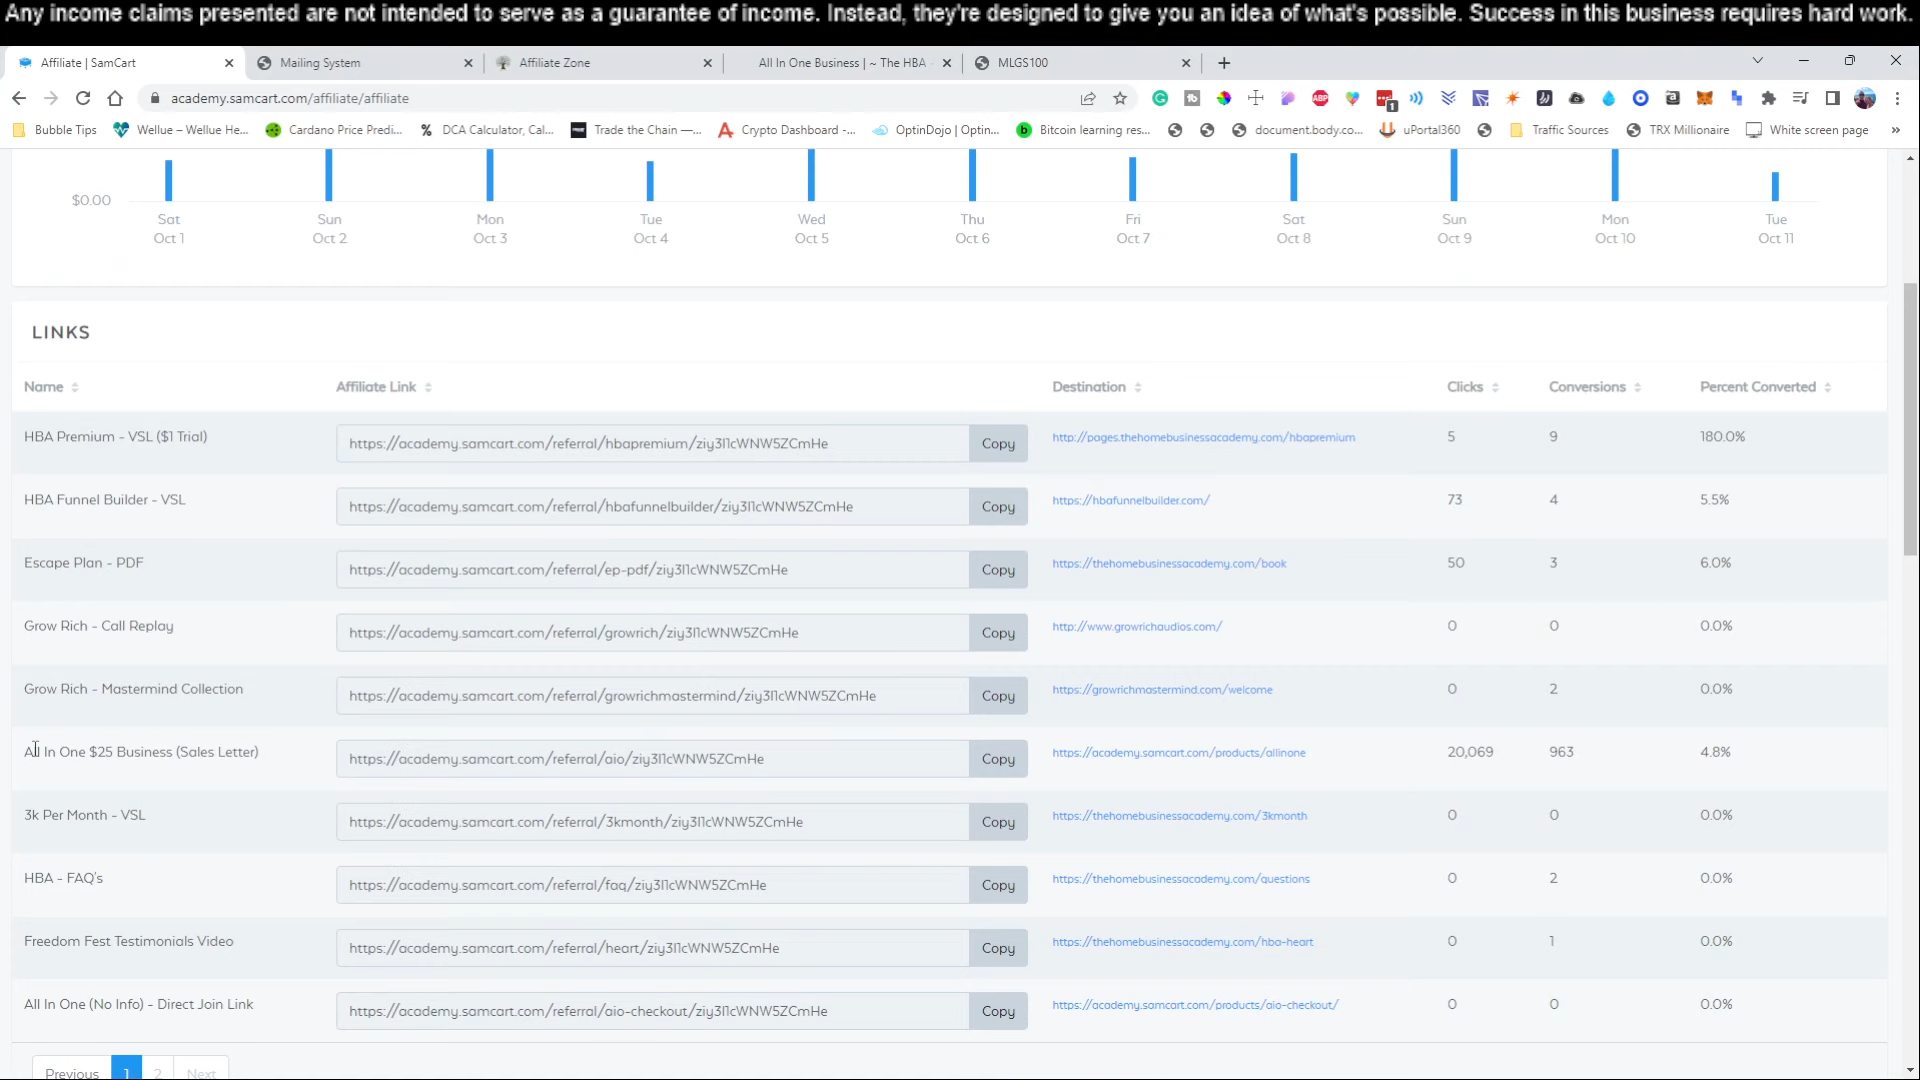 Any income claims presented are not intended to serve as a guarantee of income. Instead, they're designed to give you an idea of what's possible. Success in this business requires hard work.
Affiliate | SamCart
Mailing System
Affiliate Zone
All In One Business | ~ The HBA
MLGS100
academy.samcart.com/affiliate/affiliate
Bubble Tips
Wellue – Wellue He...
Cardano Price Predi...
DCA Calculator, Cal...
Trade the Chain —...
Crypto Dashboard -...
OptinDojo | Optin...
Bitcoin learning res...
document.body.co...
uPortal360
Traffic Sources
TRX Millionaire
White screen page
$0.00
Sat Sun Mon Tue Wed Thu Fri Sat Sun Mon Tue
Oct 1 Oct 2 Oct 3 Oct 4 Oct 5 Oct 6 Oct 7 Oct 8 Oct 9 Oct 10 Oct 11
LINKS
Name Affiliate Link Destination Clicks Conversions Percent Converted
HBA Premium - VSL ($1 Trial) https://academy.samcart.com/referral/hbapremium/ziy3I1cWNW5ZCmHe Copy http://pages.thehomebusinessacademy.com/hbapremium 5 9 180.0%
HBA Funnel Builder - VSL https://academy.samcart.com/referral/hbafunnelbuilder/ziy3I1cWNW5ZCmHe Copy https://hbafunnelbuilder.com/ 73 4 5.5%
Escape Plan - PDF https://academy.samcart.com/referral/ep-pdf/ziy3I1cWNW5ZCmHe Copy https://thehomebusinessacademy.com/book 50 3 6.0%
Grow Rich - Call Replay https://academy.samcart.com/referral/growrich/ziy3I1cWNW5ZCmHe Copy http://www.growrichaudios.com/ 0 0 0.0%
Grow Rich - Mastermind Collection https://academy.samcart.com/referral/growrichmastermind/ziy3I1cWNW5ZCmHe Copy https://growrichmastermind.com/welcome 0 2 0.0%
All In One $25 Business (Sales Letter) https://academy.samcart.com/referral/aio/ziy3I1cWNW5ZCmHe Copy https://academy.samcart.com/products/allinone 20,069 963 4.8%
3k Per Month - VSL https://academy.samcart.com/referral/3kmonth/ziy3I1cWNW5ZCmHe Copy https://thehomebusinessacademy.com/3kmonth 0 0 0.0%
HBA - FAQ's https://academy.samcart.com/referral/faq/ziy3I1cWNW5ZCmHe Copy https://thehomebusinessacademy.com/questions 0 2 0.0%
Freedom Fest Testimonials Video https://academy.samcart.com/referral/heart/ziy3I1cWNW5ZCmHe Copy https://thehomebusinessacademy.com/hba-heart 0 1 0.0%
All In One (No Info) - Direct Join Link https://academy.samcart.com/referral/aio-checkout/ziy3I1cWNW5ZCmHe Copy https://academy.samcart.com/products/aio-checkout/ 0 0 0.0%
Previous 1 2 Next